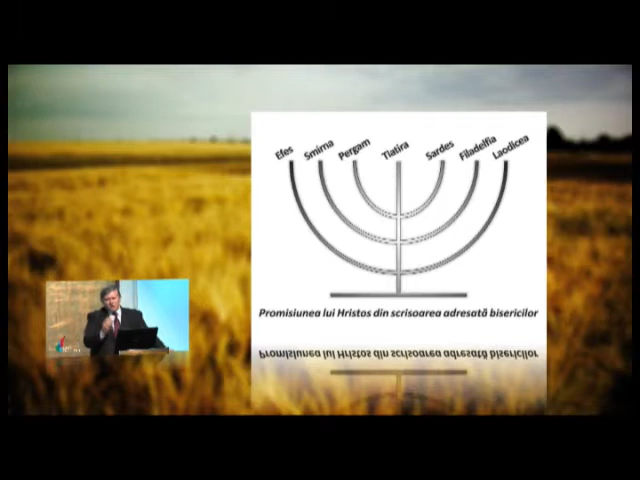 Efes Smirna Pergam Tiatira Sardes Filadelfia Laodicea
Promisiunea lui Hristos din scrisoarea adresată bisericilor